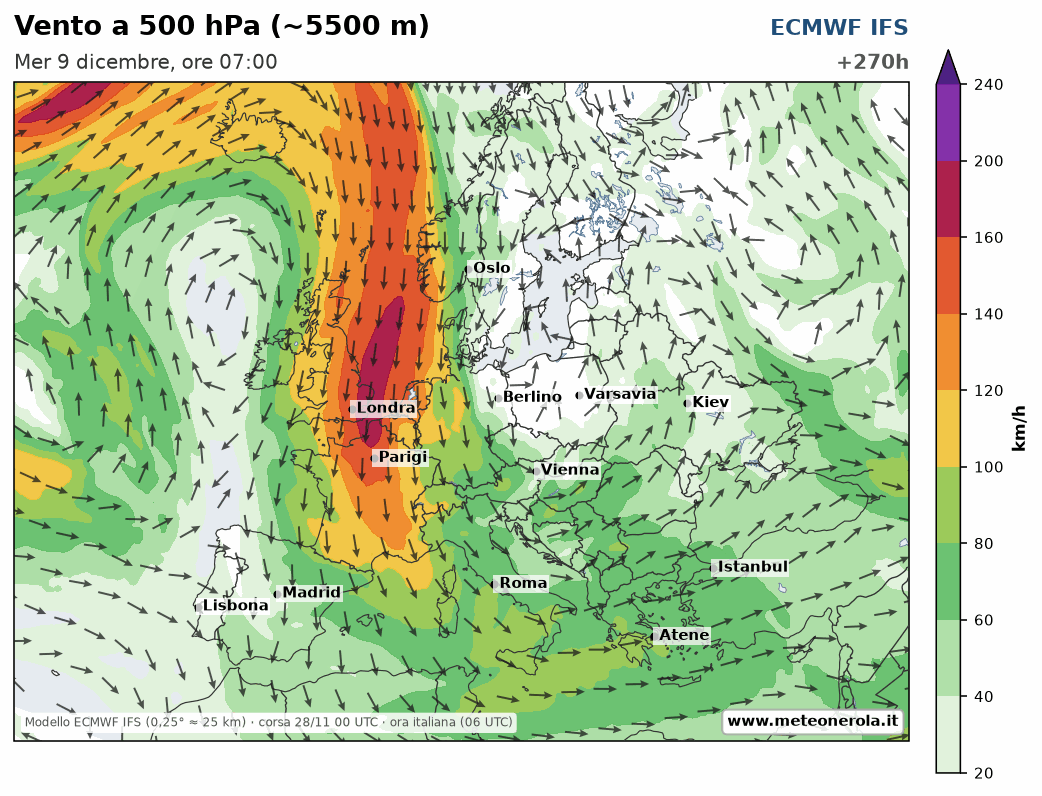 Vento a 500 hPa (~5500 m)
ECMWF IFS
Mer 9 dicembre, ore 07:00
+270h
240
200
160
140
120
100
80
60
40
20
km/h
Oslo
Berlino
Varsavia
Kiev
Londra
Parigi
Vienna
Istanbul
Roma
Madrid
Lisbona
Atene
Modello ECMWF IFS (0,25° ≈ 25 km) · corsa 28/11 00 UTC · ora italiana (06 UTC)
www.meteonerola.it